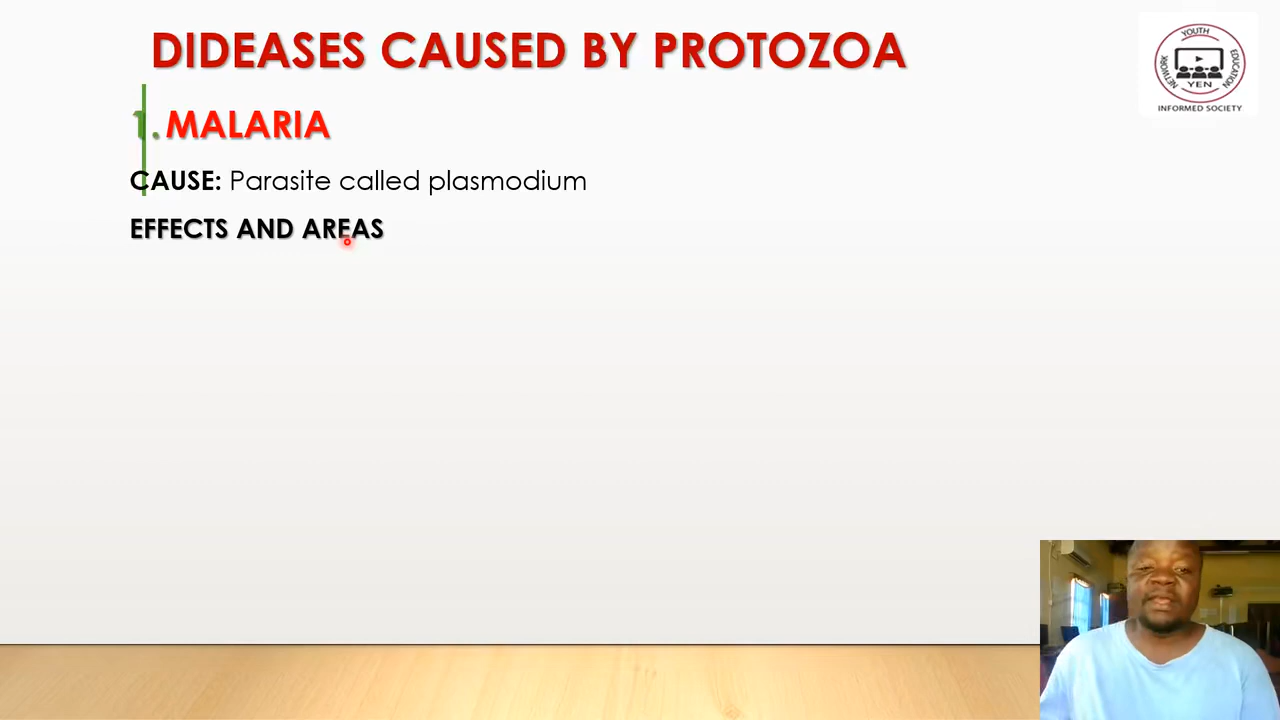 DIDEASES CAUSED BY PROTOZOA
1. MALARIA
CAUSE: Parasite called plasmodium
EFFECTS AND AREAS
YOUTH
EDUCATION
NETWORK
YEN
INFORMED SOCIETY